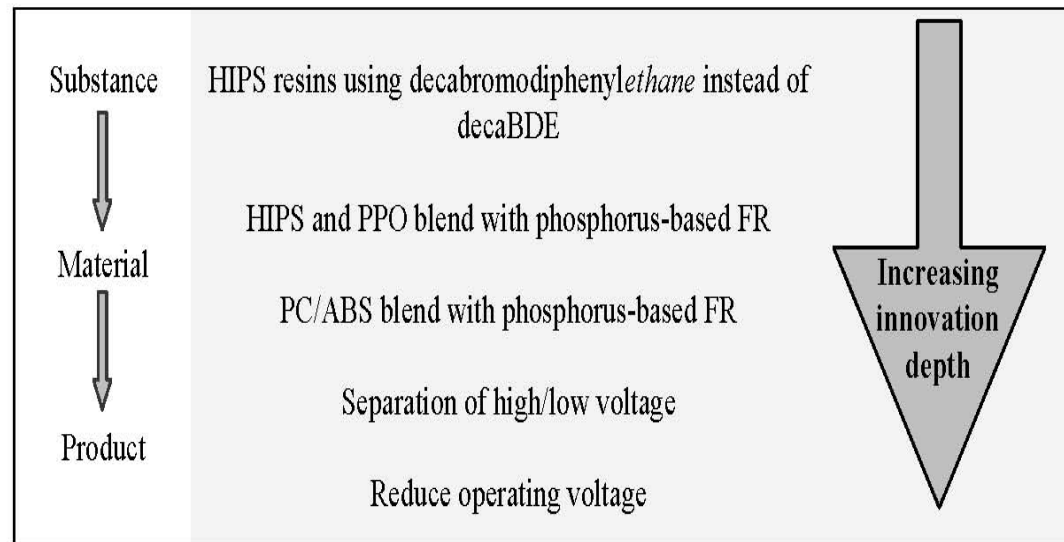 Substance
HIPS resins using decabromodiphenylethane instead of
decaBDE
HIPS and PPO blend with phosphorus-based FR
Material
PC/ABS blend with phosphorus-based FR
Separation of high/low voltage
Product
Reduce operating voltage
Increasing
innovation
depth